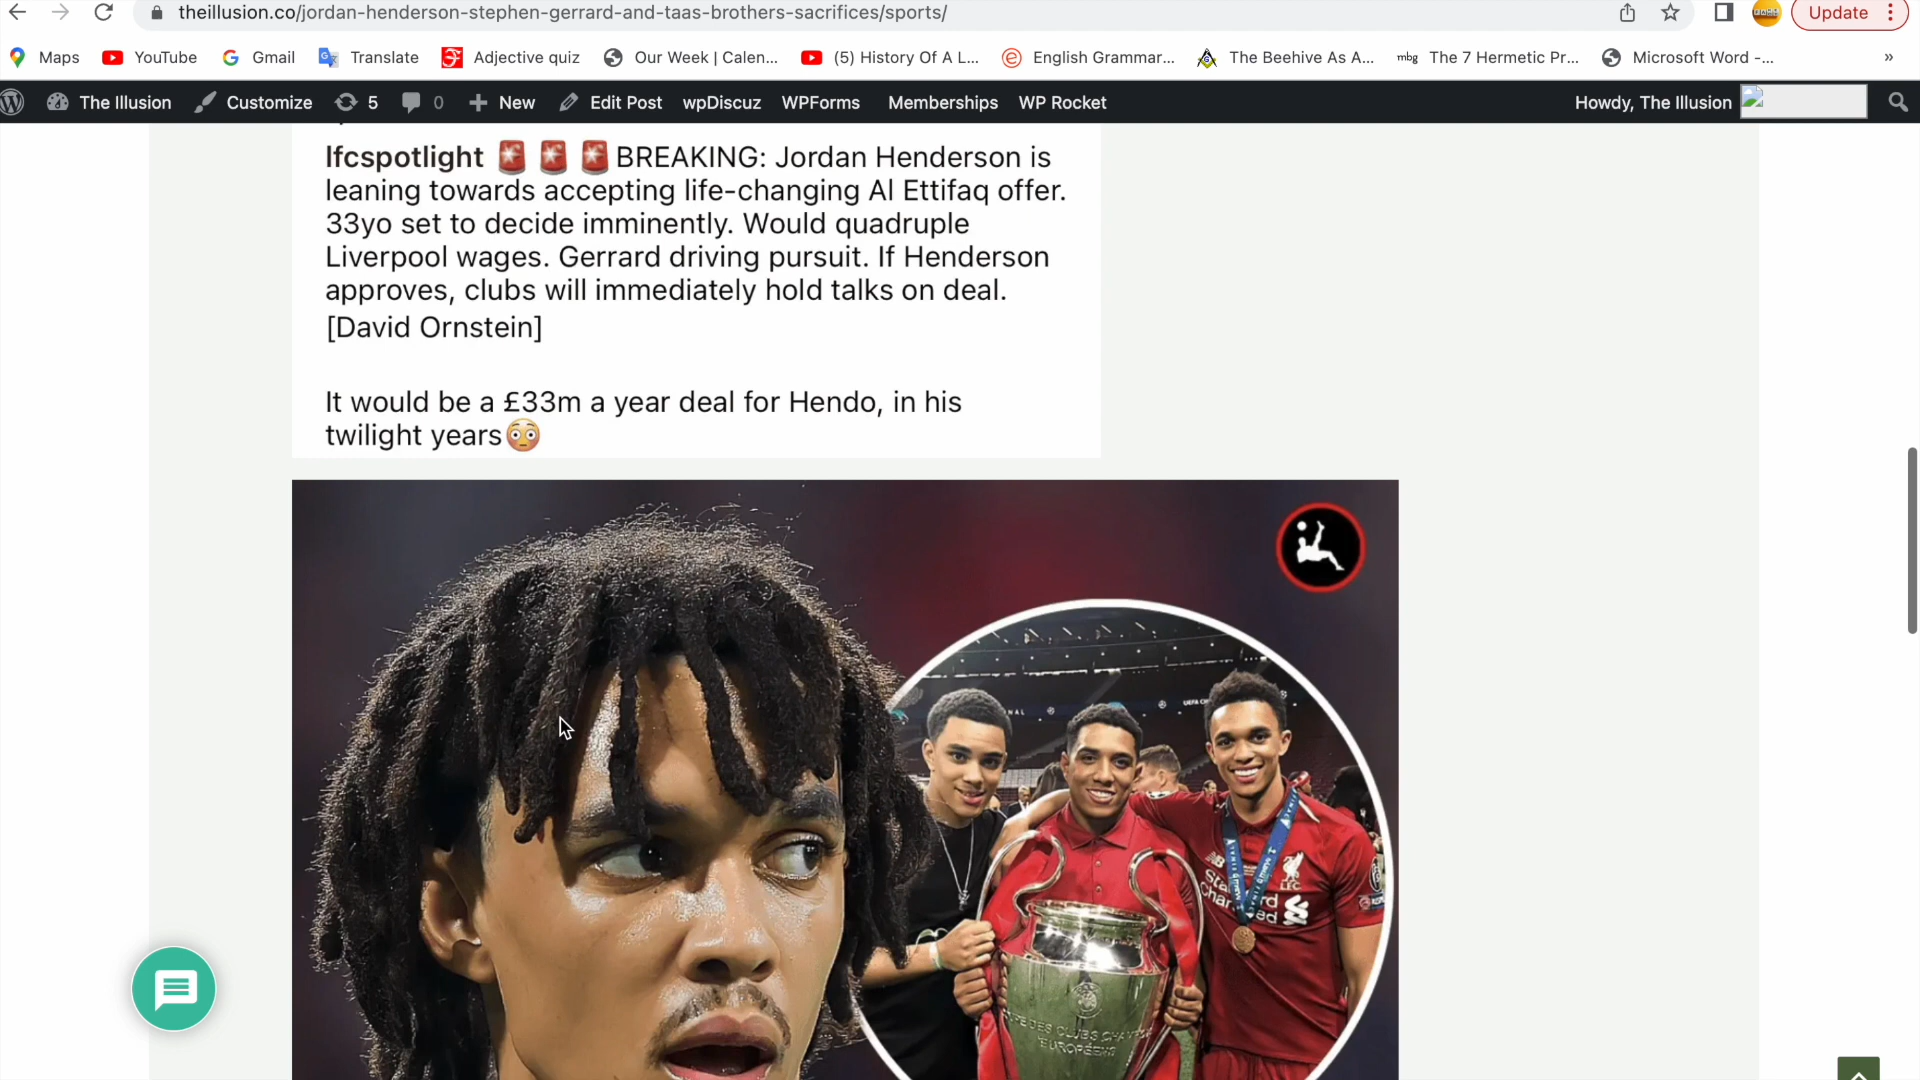 theillusion.co/jordan-henderson-stephen-gerrard-and-taas-brothers-sacrifices/sports/
Update
Maps
YouTube
Gmail
Translate
Adjective quiz
Our Week | Calen...
(5) History Of A L...
English Grammar...
The Beehive As A...
mbg
The 7 Hermetic Pr...
Microsoft Word -...
»
The Illusion
Customize
5
0
New
Edit Post
wpDiscuz
WPForms
Memberships
WP Rocket
Howdy, The Illusion
lfcspotlight 🚨 🚨 🚨 BREAKING: Jordan Henderson is
leaning towards accepting life-changing Al Ettifaq offer.
33yo set to decide imminently. Would quadruple
Liverpool wages. Gerrard driving pursuit. If Henderson
approves, clubs will immediately hold talks on deal.
[David Ornstein]
It would be a £33m a year deal for Hendo, in his
twilight years😳